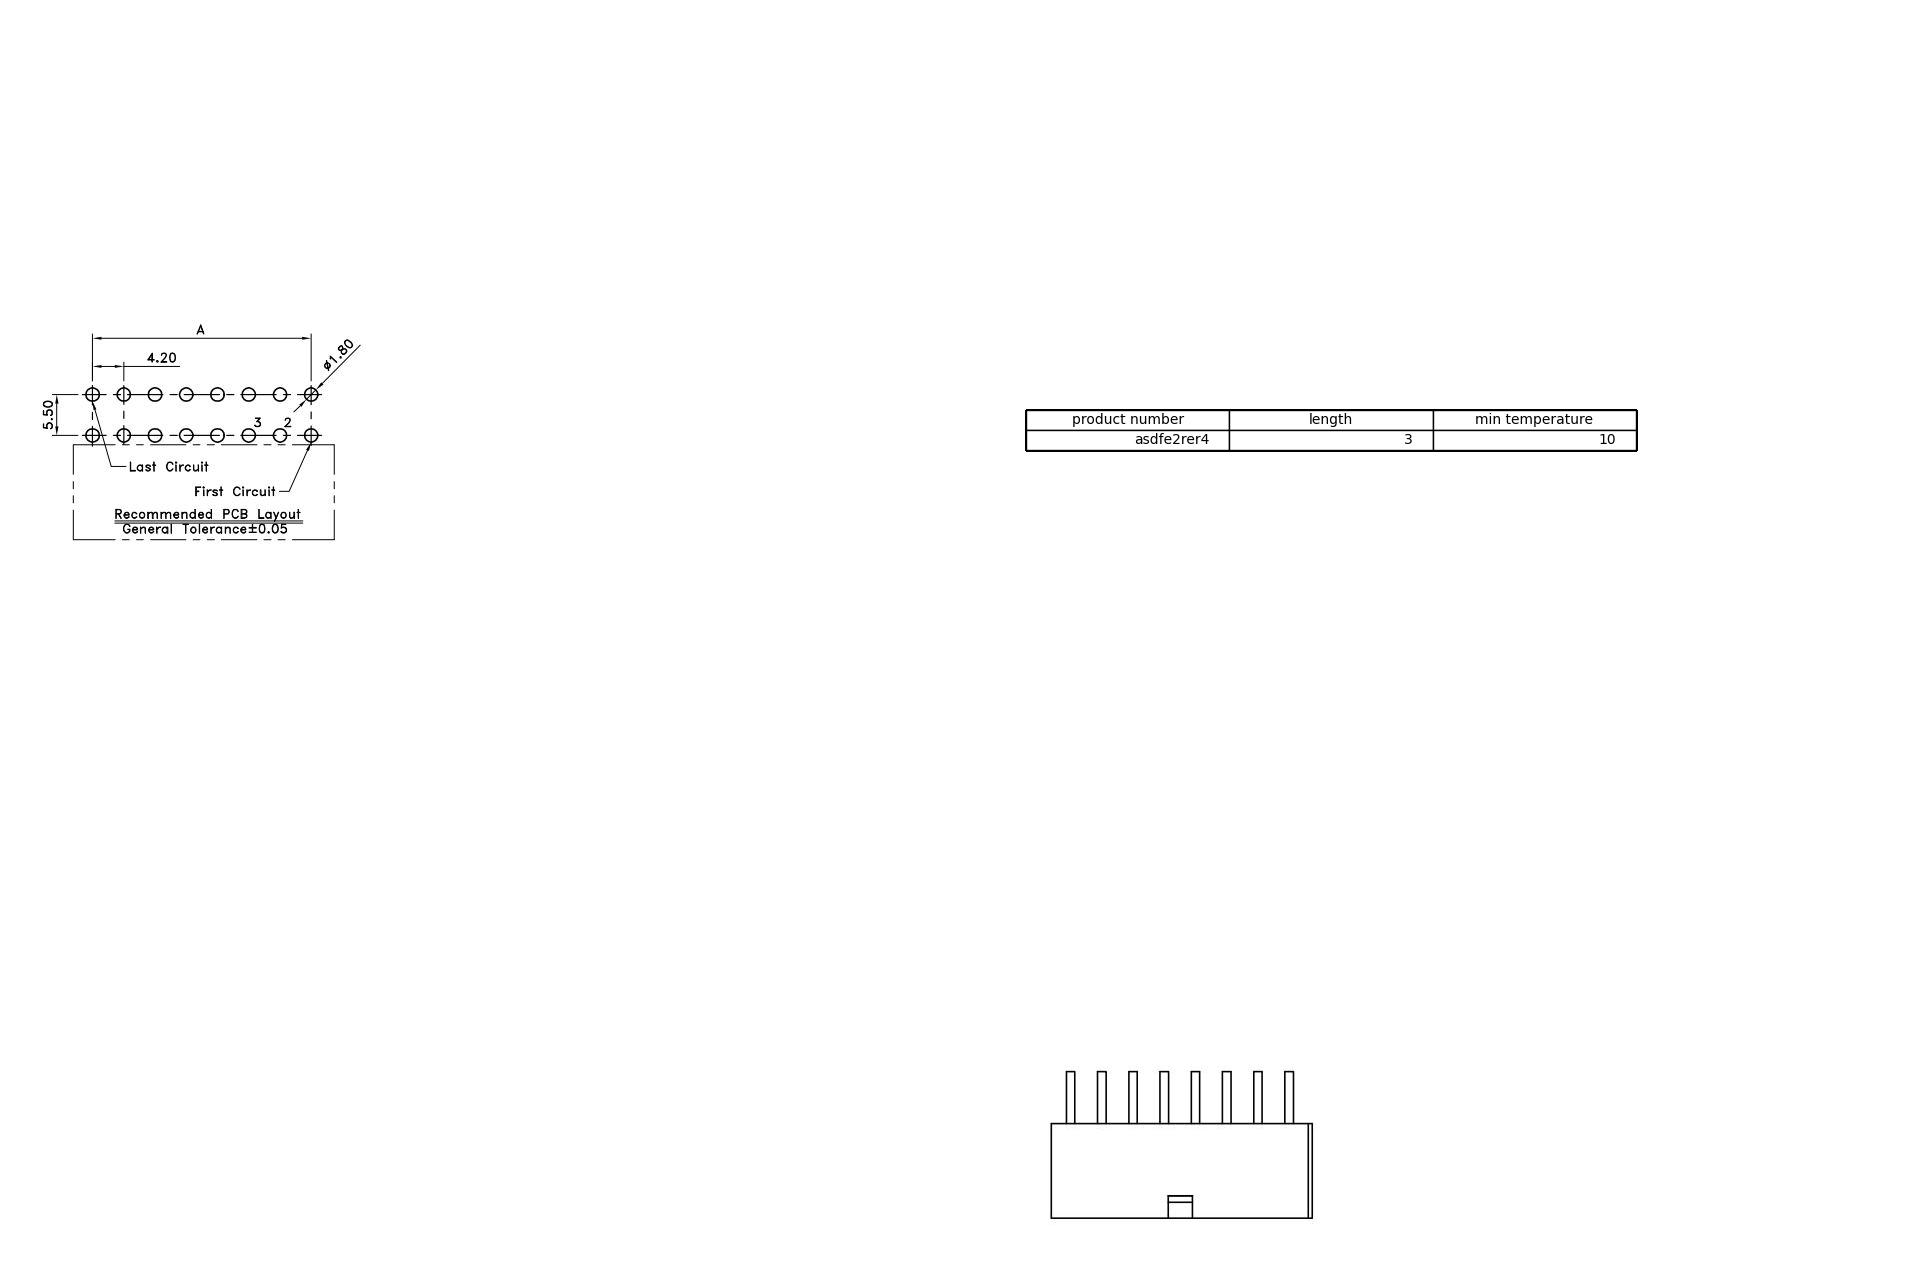 A
4.20
ø1.80
5.50
3 2
Last Circuit
First Circuit
Recommended PCB Layout
General Tolerance±0.05
product number length min temperature
asdfe2rer4 3 10